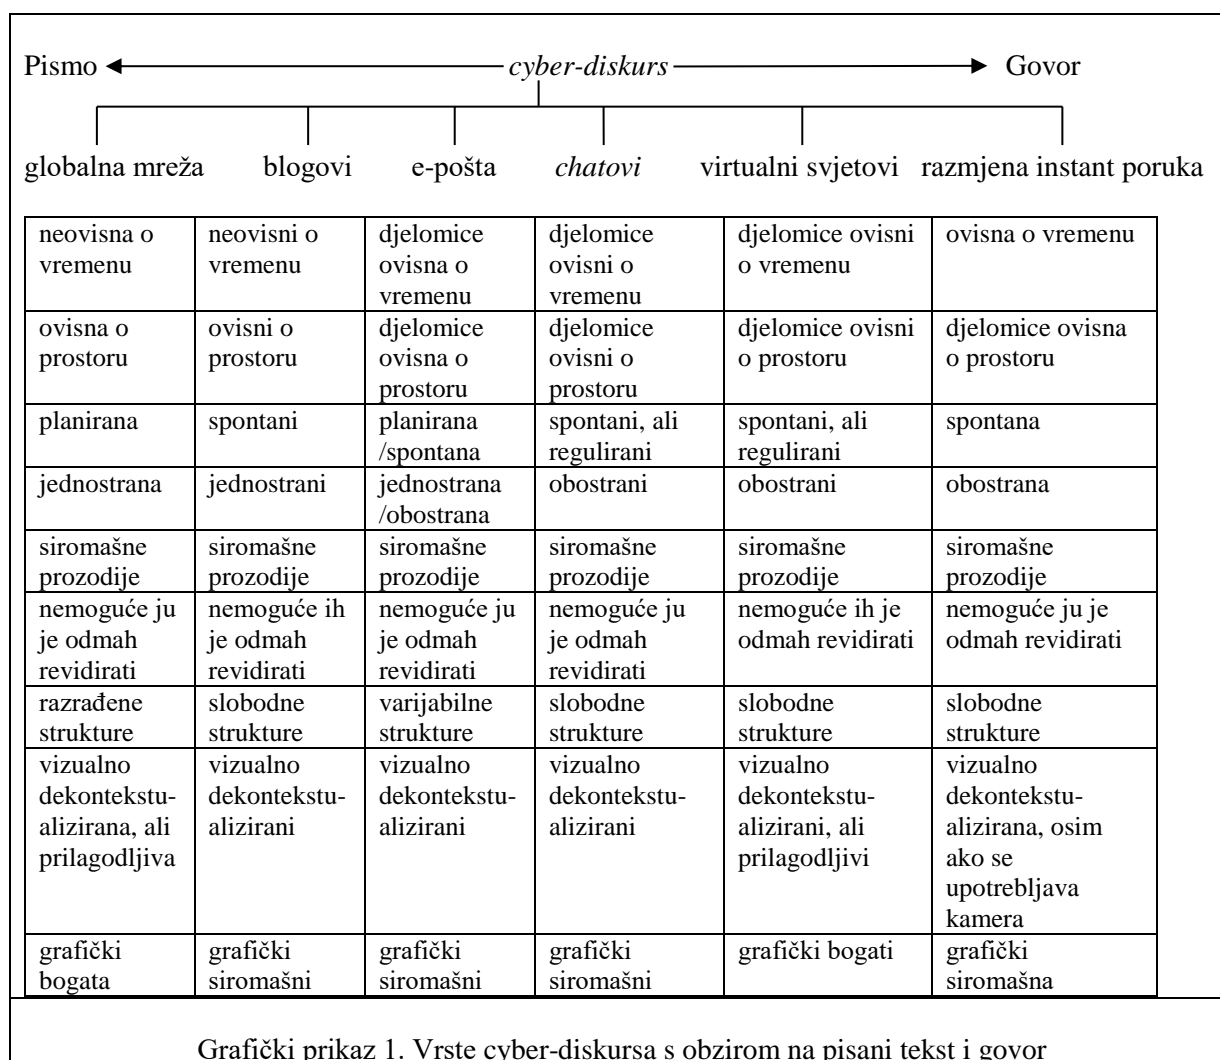 Pismo cyber-diskurs Govor
globalna mreža blogovi e-pošta chatovi virtualni svjetovi razmjena instant poruka
neovisna o
vremenu
neovisni o
vremenu
djelomice
ovisna o
vremenu
djelomice
ovisni o
vremenu
djelomice ovisni
o vremenu
ovisna o vremenu
ovisna o
prostoru
ovisni o
prostoru
djelomice
ovisna o
prostoru
djelomice
ovisni o
prostoru
djelomice ovisni
o prostoru
djelomice ovisna
o prostoru
planirana
spontani
planirana
/spontana
spontani, ali
regulirani
spontani, ali
regulirani
spontana
jednostrana
jednostrani
jednostrana
/obostrana
obostrani
obostrani
obostrana
siromašne
prozodije
siromašne
prozodije
siromašne
prozodije
siromašne
prozodije
siromašne
prozodije
siromašne
prozodije
nemoguće ju
je odmah
revidirati
nemoguće ih
je odmah
revidirati
nemoguće ju
je odmah
revidirati
nemoguće ju
je odmah
revidirati
nemoguće ih je
odmah revidirati
nemoguće ju je
odmah revidirati
razrađene
strukture
slobodne
strukture
varijabilne
strukture
slobodne
strukture
slobodne
strukture
slobodne
strukture
vizualno
dekontekstu-
alizirana, ali
prilagodljiva
vizualno
dekontekstu-
alizirani
vizualno
dekontekstu-
alizirani
vizualno
dekontekstu-
alizirani
vizualno
dekontekstu-
alizirani, ali
prilagodljivi
vizualno
dekontekstu-
alizirana, osim
ako se
upotrebljava
kamera
grafički
bogata
grafički
siromašni
grafički
siromašni
grafički
siromašni
grafički bogati
grafički
siromašna
Grafički prikaz 1. Vrste cyber-diskursa s obzirom na pisani tekst i govor